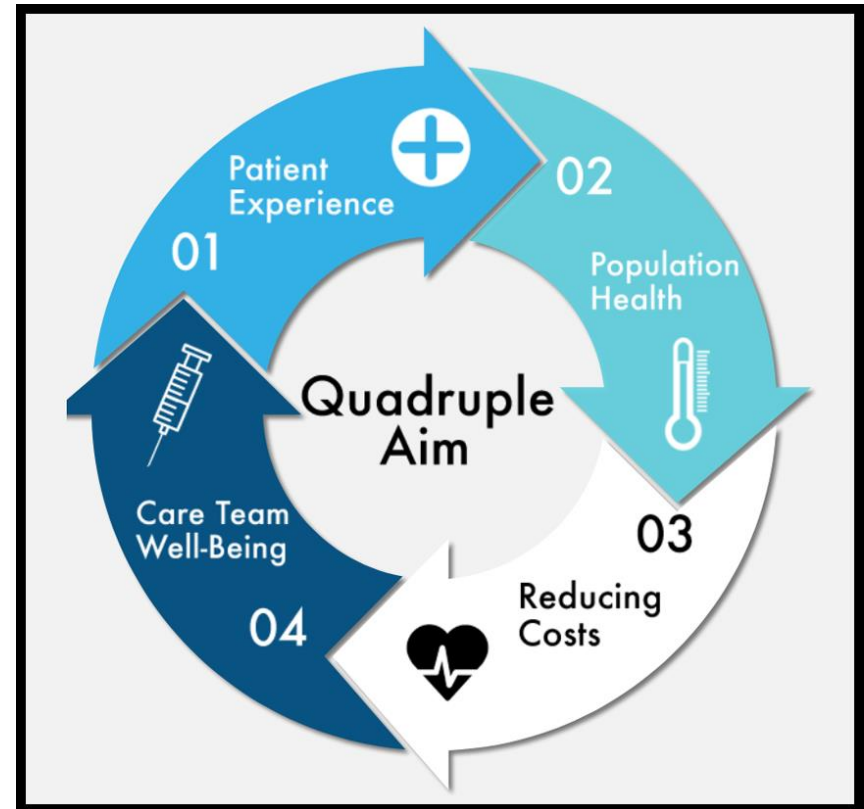 01
Patient
Experience
02
Population
Health
03
Reducing
Costs
04
Care Team
Well-Being
Quadruple
Aim